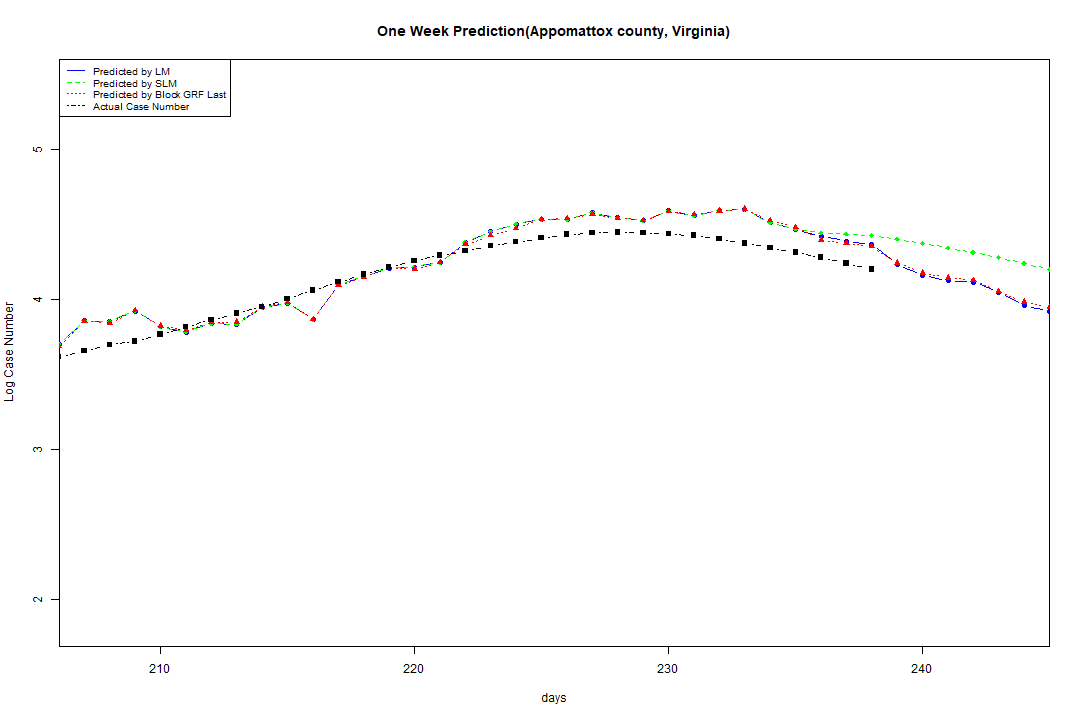 One Week Prediction(Appomattox county, Virginia)
Predicted by LM
Predicted by SLM
Predicted by Block GRF Last
Actual Case Number
5
4
3
2
Log Case Number
210 220 230 240
days